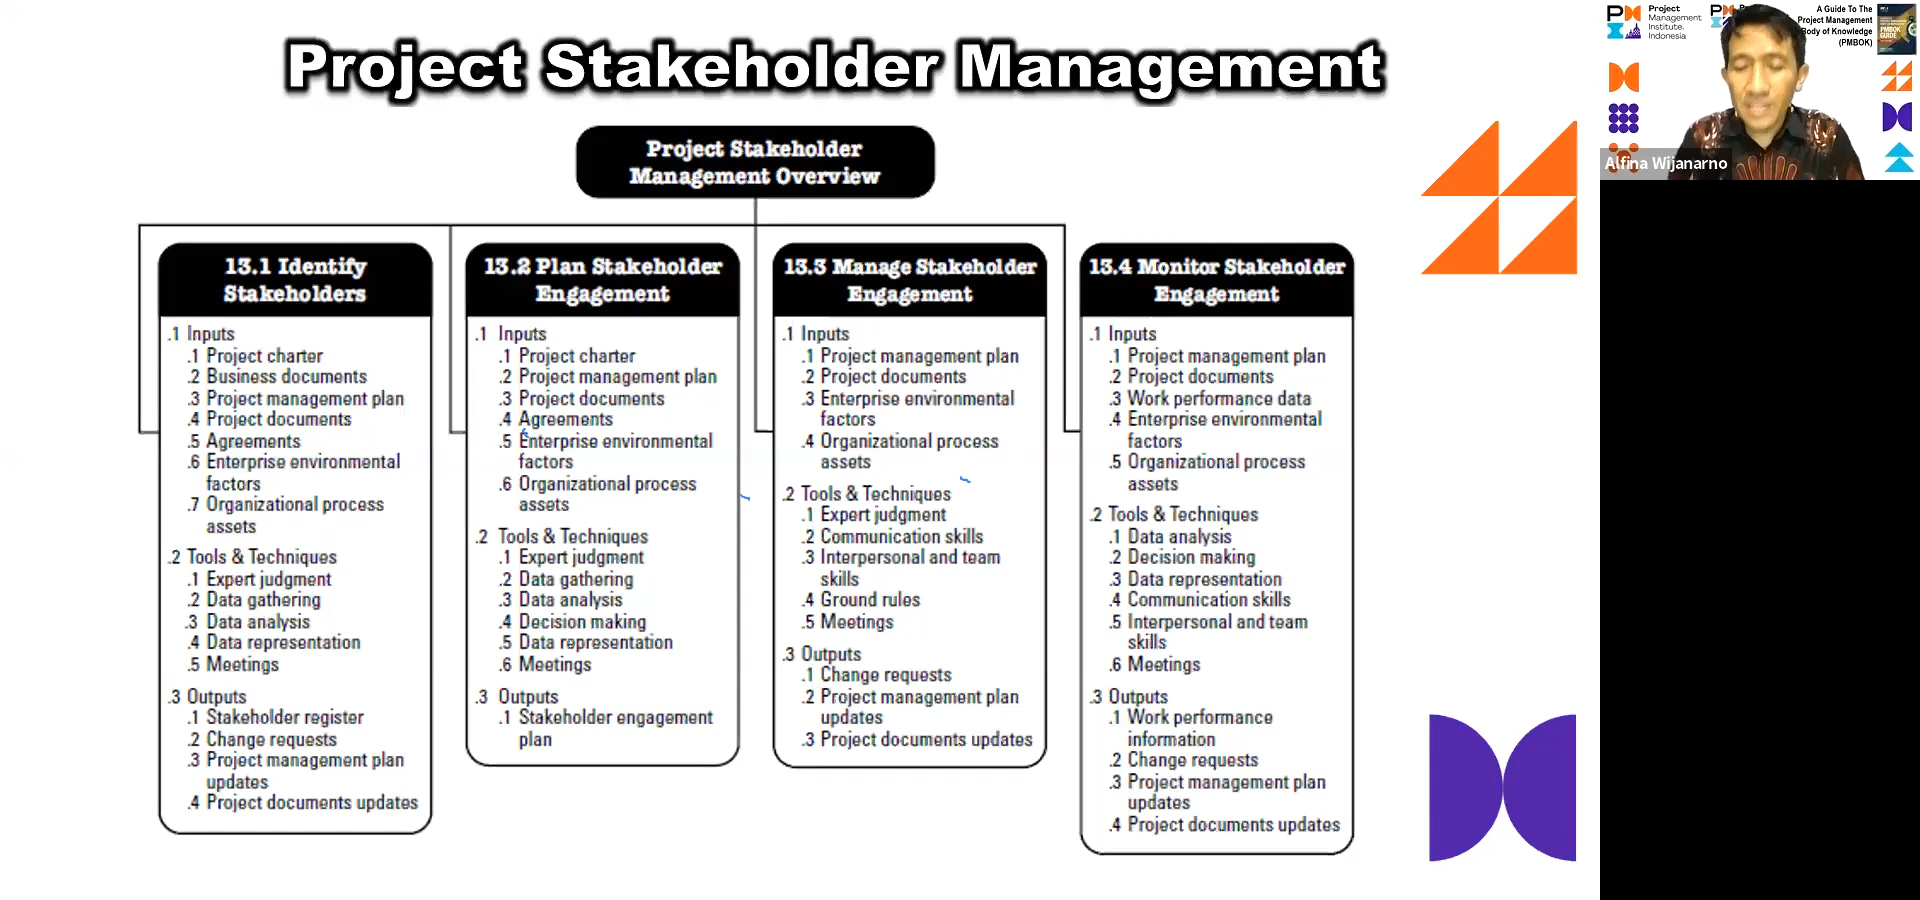 Project Stakeholder Management
Project Stakeholder
Management Overview
13.1 Identify
Stakeholders
.1 Inputs
.1 Project charter
.2 Business documents
.3 Project management plan
.4 Project documents
.5 Agreements
.6 Enterprise environmental
factors
.7 Organizational process
assets
.2 Tools & Techniques
.1 Expert judgment
.2 Data gathering
.3 Data analysis
.4 Data representation
.5 Meetings
.3 Outputs
.1 Stakeholder register
.2 Change requests
.3 Project management plan
updates
.4 Project documents updates
13.2 Plan Stakeholder
Engagement
.1 Inputs
.1 Project charter
.2 Project management plan
.3 Project documents
.4 Agreements
.5 Enterprise environmental
factors
.6 Organizational process
assets
.2 Tools & Techniques
.1 Expert judgment
.2 Data gathering
.3 Data analysis
.4 Decision making
.5 Data representation
.6 Meetings
.3 Outputs
.1 Stakeholder engagement
plan
13.3 Manage Stakeholder
Engagement
.1 Inputs
.1 Project management plan
.2 Project documents
.3 Enterprise environmental
factors
.4 Organizational process
assets
.2 Tools & Techniques
.1 Expert judgment
.2 Communication skills
.3 Interpersonal and team
skills
.4 Ground rules
.5 Meetings
.3 Outputs
.1 Change requests
.2 Project management plan
updates
.3 Project documents updates
13.4 Monitor Stakeholder
Engagement
.1 Inputs
.1 Project management plan
.2 Project documents
.3 Work performance data
.4 Enterprise environmental
factors
.5 Organizational process
assets
.2 Tools & Techniques
.1 Data analysis
.2 Decision making
.3 Data representation
.4 Communication skills
.5 Interpersonal and team
skills
.6 Meetings
.3 Outputs
.1 Work performance
information
.2 Change requests
.3 Project management plan
updates
.4 Project documents updates
Project
Management
Institute.
Indonesia
A Guide To The
Project Management
Body of Knowledge
(PMBOK)
PMBOK
GUIDE
Alfina Wijanarno